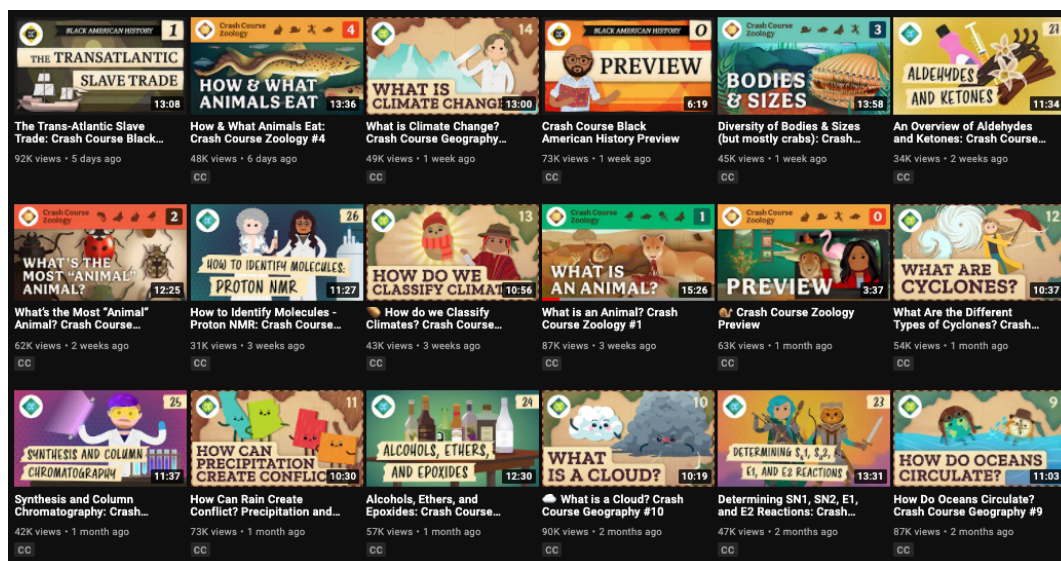 BLACK AMERICAN HISTORY 1
THE TRANSATLANTIC
SLAVE TRADE
13:08
The Trans-Atlantic Slave
Trade: Crash Course Black...
92K views • 5 days ago
Crash Course
Zoology
4
HOW & WHAT
ANIMALS EAT
13:36
How & What Animals Eat:
Crash Course Zoology #4
48K views • 6 days ago
CC
14
WHAT IS
CLIMATE CHANGE
13:00
What is Climate Change?
Crash Course Geography...
49K views • 1 week ago
CC
BLACK AMERICAN HISTORY 0
PREVIEW
6:19
Crash Course Black
American History Preview
73K views • 1 week ago
CC
Crash Course
Zoology
3
BODIES
& SIZES
13:58
Diversity of Bodies & Sizes
(but mostly crabs): Crash...
45K views • 1 week ago
CC
27
ALDEHYDES
AND KETONES
11:34
An Overview of Aldehydes
and Ketones: Crash Course...
34K views • 2 weeks ago
CC
Crash Course
Zoology
2
WHAT'S THE
MOST "ANIMAL"
ANIMAL?
12:25
What's the Most "Animal"
Animal? Crash Course...
62K views • 2 weeks ago
CC
26
HOW TO IDENTIFY MOLECULES:
PROTON NMR
11:27
How to Identify Molecules -
Proton NMR: Crash Course...
31K views • 3 weeks ago
CC
13
HOW DO WE
CLASSIFY CLIMAT
10:56
How do we Classify
Climates? Crash Course...
43K views • 3 weeks ago
CC
Crash Course
Zoology
1
WHAT IS
AN ANIMAL?
15:26
What is an Animal? Crash
Course Zoology #1
87K views • 3 weeks ago
CC
Crash Course
Zoology
0
PREVIEW
3:37
🐌 Crash Course Zoology
Preview
63K views • 1 month ago
CC
12
WHAT ARE
CYCLONES?
10:37
What Are the Different
Types of Cyclones? Crash...
54K views • 1 month ago
CC
25
SYNTHESIS AND COLUMN
CHROMATOGRAPHY
11:37
Synthesis and Column
Chromatography: Crash...
42K views • 1 month ago
CC
11
HOW CAN
PRECIPITATION
CREATE CONFLIC
10:30
How Can Rain Create
Conflict? Precipitation and...
73K views • 1 month ago
CC
24
ALCOHOLS, ETHERS,
AND EPOXIDES
12:30
Alcohols, Ethers, and
Epoxides: Crash Course...
57K views • 1 month ago
CC
10
WHAT
IS A CLOUD?
10:19
☁️ What is a Cloud? Crash
Course Geography #10
90K views • 2 months ago
CC
23
DETERMINING SN1, SN2,
E1, AND E2 REACTIONS
13:31
Determining SN1, SN2, E1,
and E2 Reactions: Crash...
47K views • 2 months ago
CC
9
HOW DO OCEANS
CIRCULATE?
11:03
How Do Oceans Circulate?
Crash Course Geography #9
87K views • 2 months ago
CC